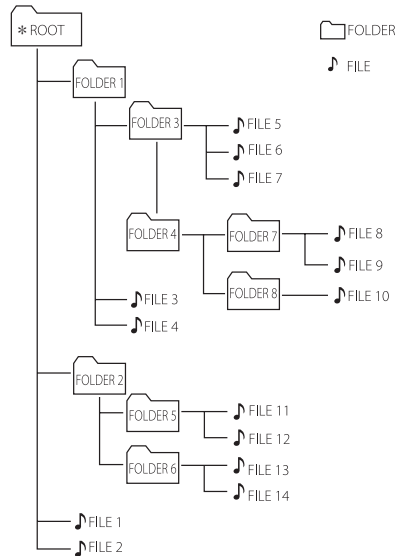 * ROOT
FOLDER
FILE
FOLDER 1
FOLDER 3
FILE 5
FILE 6
FILE 7
FOLDER 4
FOLDER 7
FILE 8
FILE 9
FOLDER 8
FILE 10
FILE 3
FILE 4
FOLDER 2
FOLDER 5
FILE 11
FILE 12
FOLDER 6
FILE 13
FILE 14
FILE 1
FILE 2